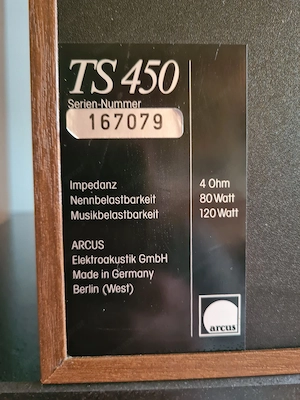 TS 450
Serien-Nummer
167079
Impedanz 4 Ohm
Nennbelastbarkeit 80 Watt
Musikbelastbarkeit 120 Watt
ARCUS
Elektroakustik GmbH
Made in Germany
Berlin (West)
arcus